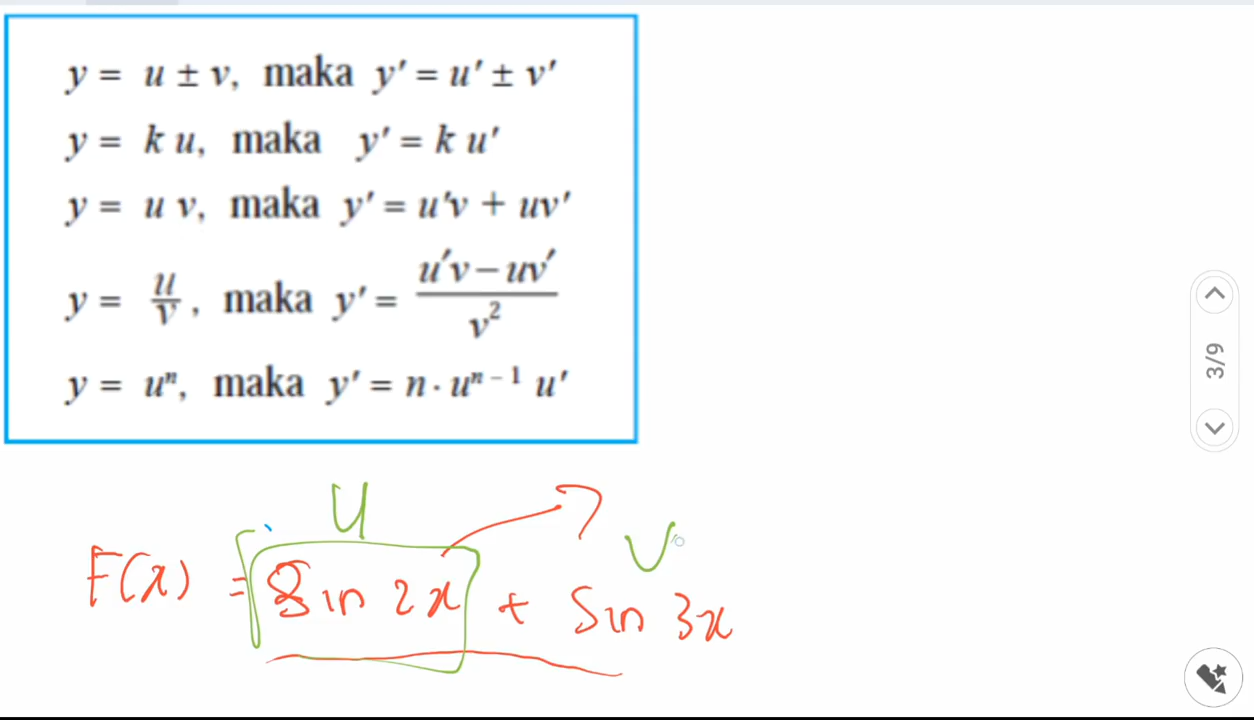 y = u ± v, maka y' = u' ± v'
y = k u, maka y' = k u'
y = u v, maka y' = u'v + uv'
y = u/v, maka y' = (u'v – uv')/v²
y = uⁿ, maka y' = n · uⁿ⁻¹ u'
3/9
U
V
F(x) = Sin 2x + Sin 3x